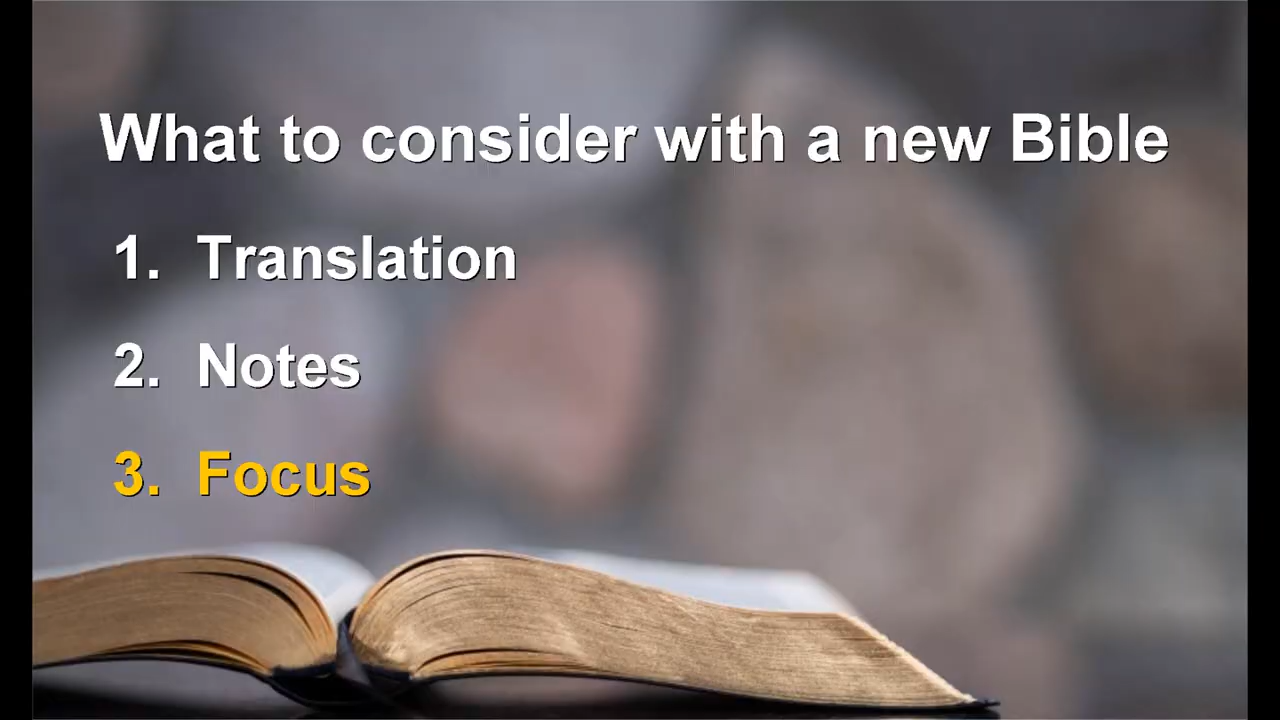 What to consider with a new Bible
1. Translation
2. Notes
3. Focus